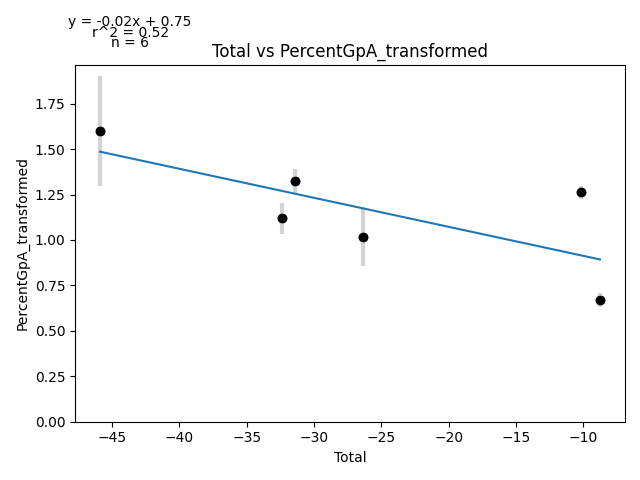 y = -0.02x + 0.75
r^2 = 0.52
n = 6
Total vs PercentGpA_transformed
PercentGpA_transformed
1.75
1.50
1.25
1.00
0.75
0.50
0.25
0.00
−45
−40
−35
−30
−25
−20
−15
−10
Total